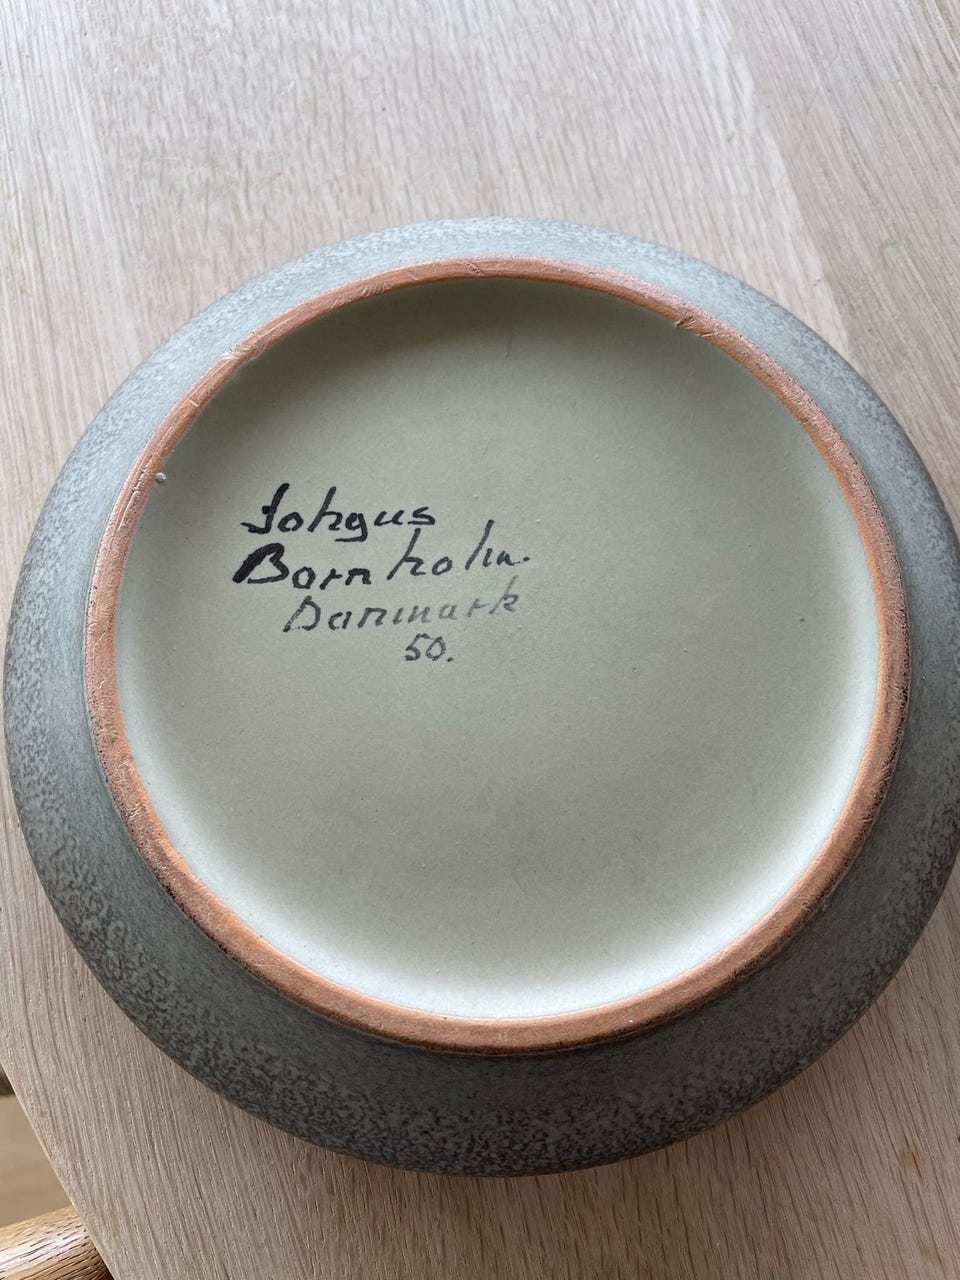 Johgus
Bornholm.
Danmark
50.